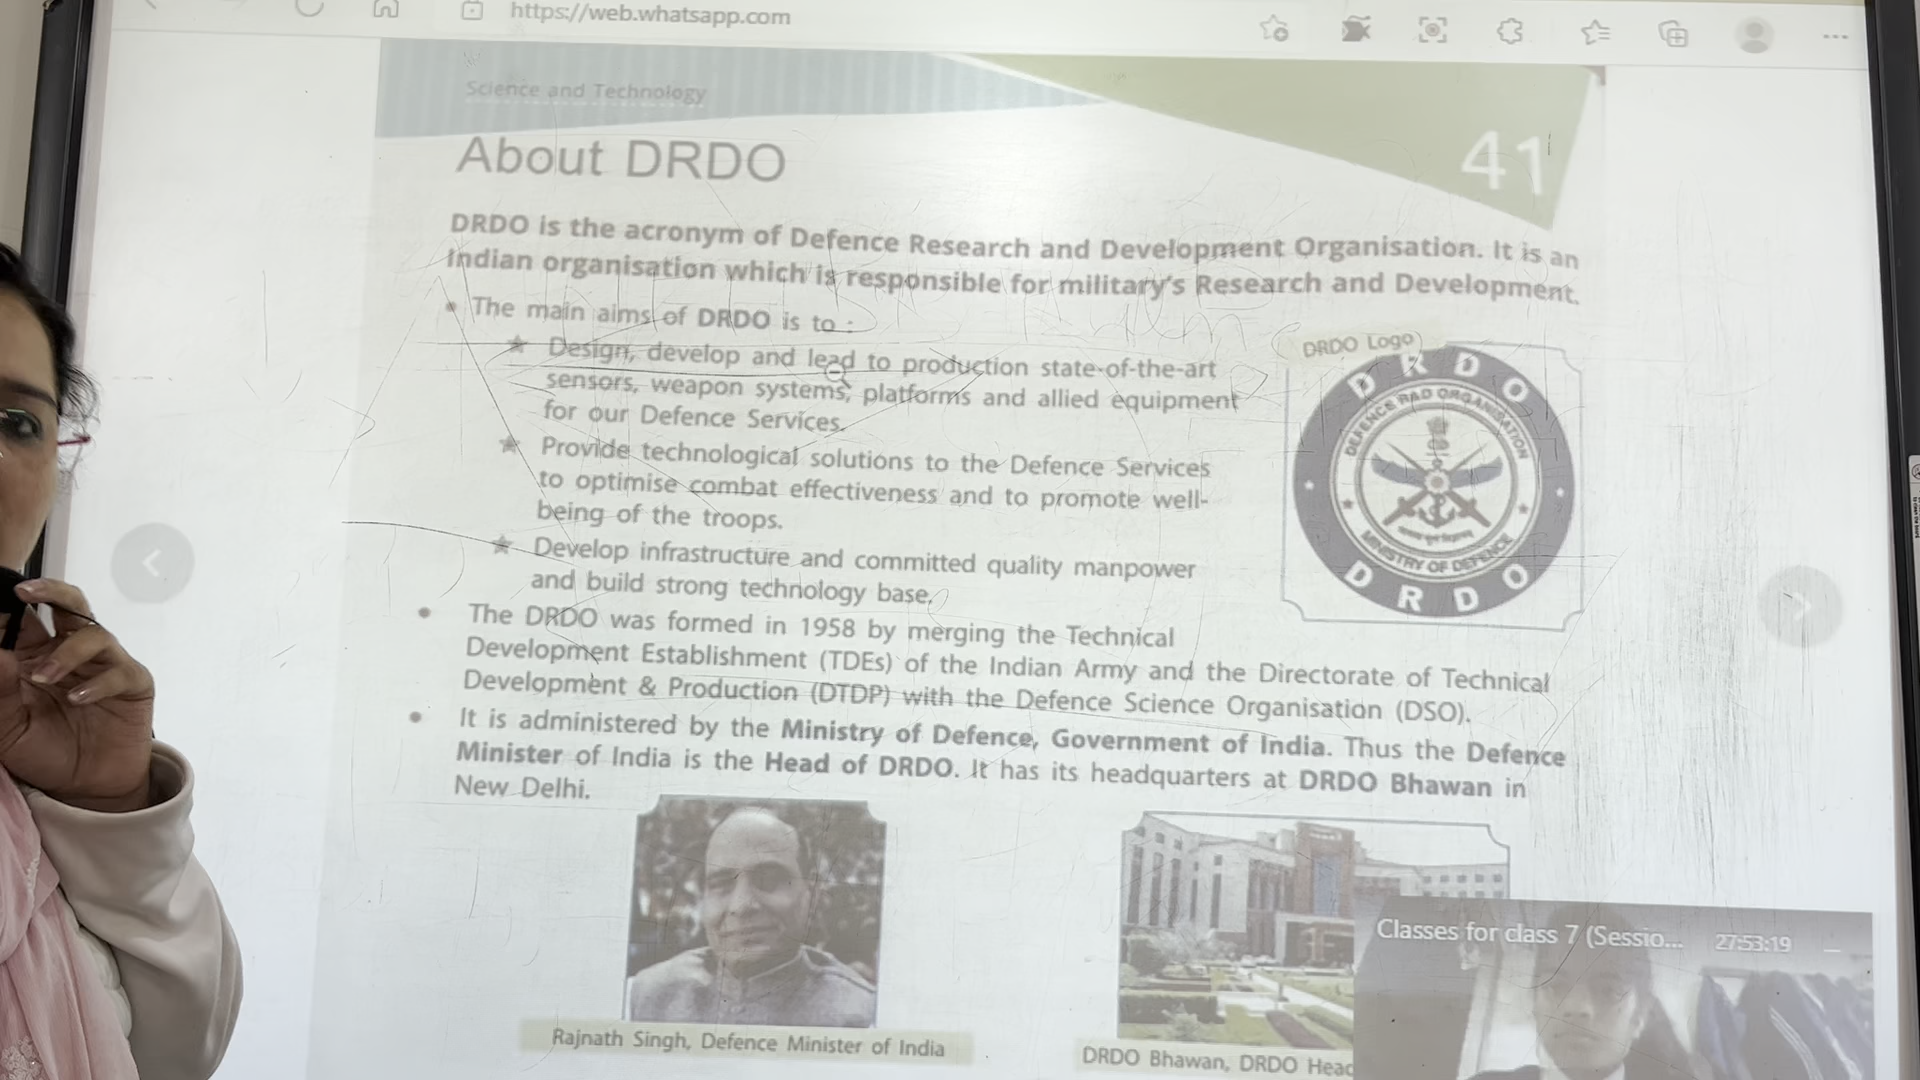 https://web.whatsapp.com
Science and Technology
About DRDO
41
DRDO is the acronym of Defence Research and Development Organisation. It is an
Indian organisation which is responsible for military's Research and Development.
• The main aims of DRDO is to :
★ Design, develop and lead to production state-of-the-art
sensors, weapon systems, platforms and allied equipment
for our Defence Services.
★ Provide technological solutions to the Defence Services
to optimise combat effectiveness and to promote well-
being of the troops.
★ Develop infrastructure and committed quality manpower
and build strong technology base.
DRDO Logo
DRDO
DEFENCE R&D ORGANISATION
MINISTRY OF DEFENCE
DRDO
• The DRDO was formed in 1958 by merging the Technical
Development Establishment (TDEs) of the Indian Army and the Directorate of Technical
Development & Production (DTDP) with the Defence Science Organisation (DSO).
• It is administered by the Ministry of Defence, Government of India. Thus the Defence
Minister of India is the Head of DRDO. It has its headquarters at DRDO Bhawan in
New Delhi.
Rajnath Singh, Defence Minister of India
DRDO Bhawan, DRDO Head
Classes for class 7 (Sessio... 27:53:19